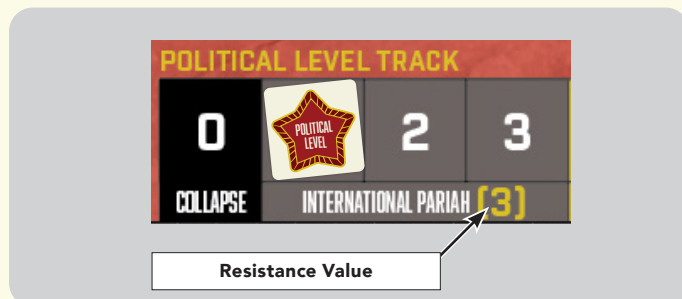 POLITICAL LEVEL TRACK
0
POLITICAL
LEVEL
2
3
COLLAPSE
INTERNATIONAL PARIAH (3)
Resistance Value